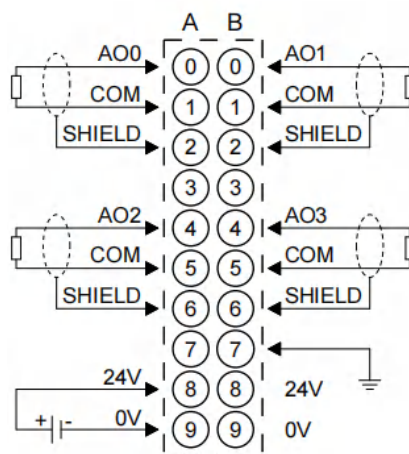 A B
AO0 0 0 AO1
COM 1 1 COM
SHIELD 2 2 SHIELD
3 3
AO2 4 4 AO3
COM 5 5 COM
SHIELD 6 6 SHIELD
7 7
24V 8 8 24V
+ - 0V 9 9 0V